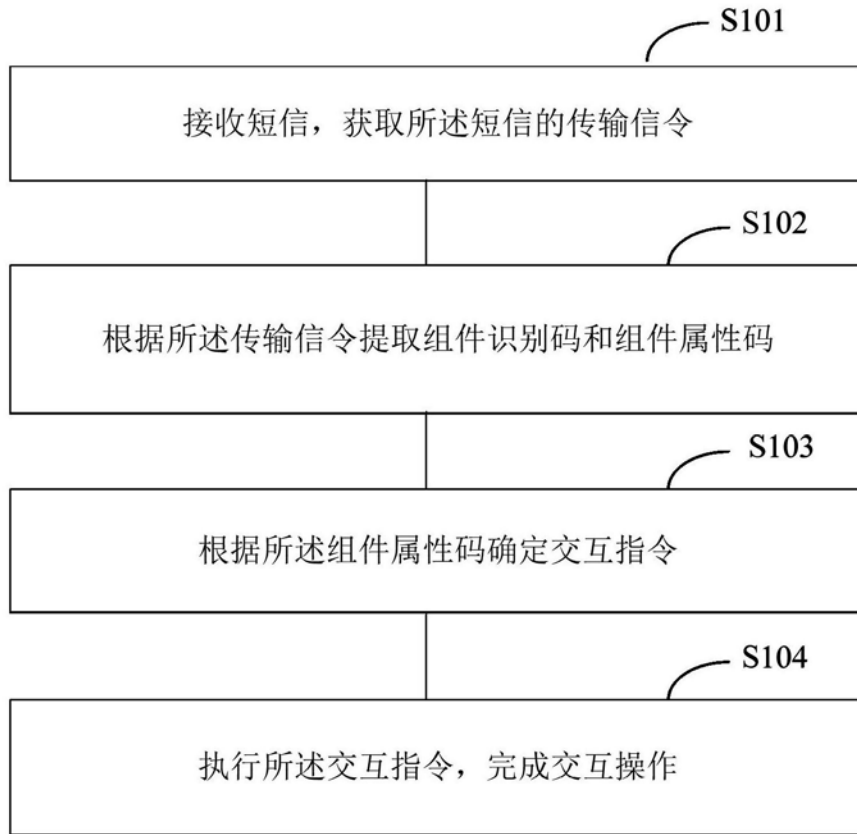 S101
接收短信，获取所述短信的传输信令
S102
根据所述传输信令提取组件识别码和组件属性码
S103
根据所述组件属性码确定交互指令
S104
执行所述交互指令，完成交互操作